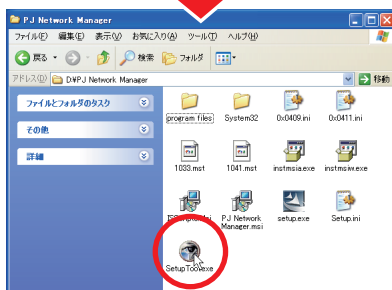 PJ Network Manager
ファイル(F) 編集(E) 表示(V) お気に入り(A) ツール(T) ヘルプ(H)
戻る 検索 フォルダ
アドレス(D) D:¥PJ Network Manager 移動
ファイルとフォルダのタスク
その他
詳細
program files System32 0x0409.ini 0x0411.ini
1033.mst 1041.mst instmsia.exe instmsiw.exe
PJ Network Manager.msi setup.exe Setup.ini
SetupTool.exe